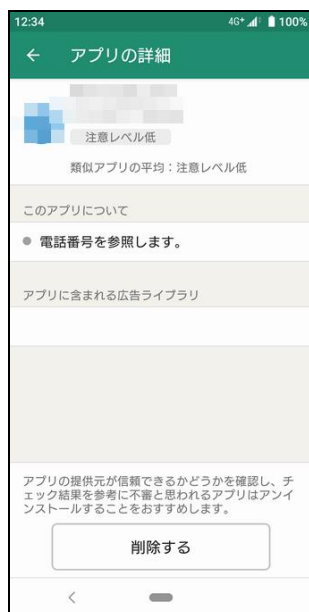 12:34 4G+ 100%
アプリの詳細
注意レベル低
類似アプリの平均：注意レベル低
このアプリについて
電話番号を参照します。
アプリに含まれる広告ライブラリ
アプリの提供元が信頼できるかどうかを確認し、チ
ェック結果を参考に不審と思われるアプリはアンイ
ンストールすることをおすすめします。
削除する